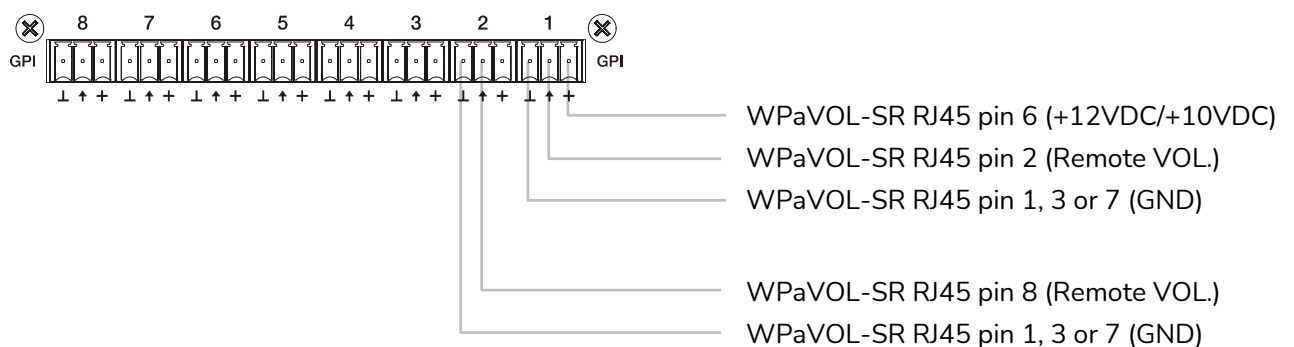 8 7 6 5 4 3 2 1
GPI GPI
⊥ ↑ + ⊥ ↑ + ⊥ ↑ + ⊥ ↑ + ⊥ ↑ + ⊥ ↑ + ⊥ ↑ + ⊥ ↑ +
WPaVOL-SR RJ45 pin 6 (+12VDC/+10VDC)
WPaVOL-SR RJ45 pin 2 (Remote VOL.)
WPaVOL-SR RJ45 pin 1, 3 or 7 (GND)
WPaVOL-SR RJ45 pin 8 (Remote VOL.)
WPaVOL-SR RJ45 pin 1, 3 or 7 (GND)